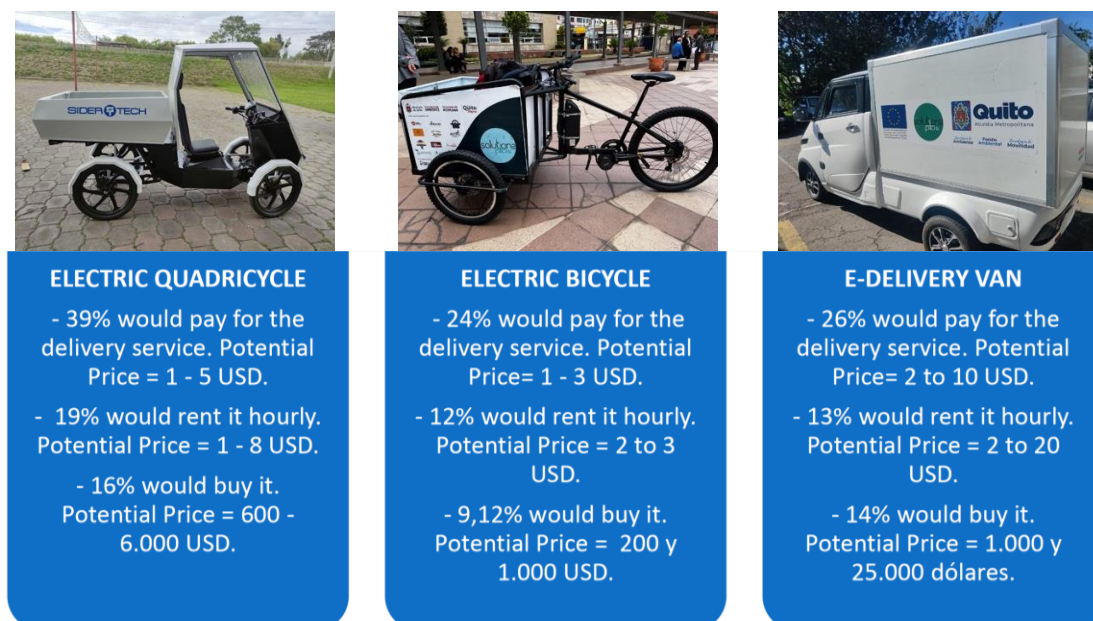 SIDERTECH
solutions
Quito
Alcaldía Metropolitana
ELECTRIC QUADRICYCLE
- 39% would pay for the
delivery service. Potential
Price = 1 - 5 USD.
- 19% would rent it hourly.
Potential Price = 1 - 8 USD.
- 16% would buy it.
Potential Price = 600 -
6.000 USD.
ELECTRIC BICYCLE
- 24% would pay for the
delivery service. Potential
Price= 1 - 3 USD.
- 12% would rent it hourly.
Potential Price = 2 to 3
USD.
- 9,12% would buy it.
Potential Price =  200 y
1.000 USD.
E-DELIVERY VAN
- 26% would pay for the
delivery service. Potential
Price= 2 to 10 USD.
- 13% would rent it hourly.
Potential Price = 2 to 20
USD.
- 14% would buy it.
Potential Price = 1.000 y
25.000 dólares.